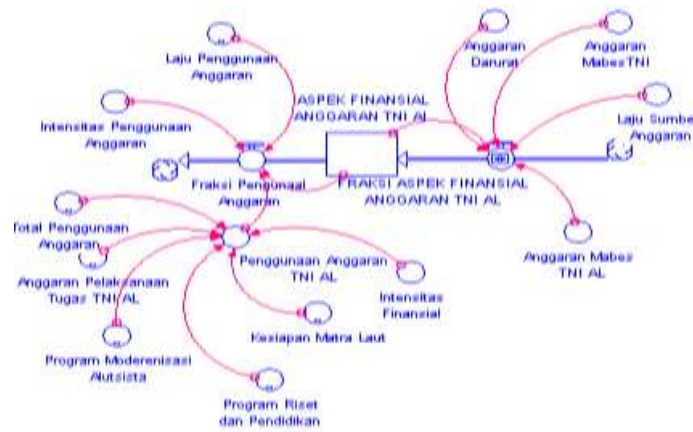 Laju Penggunaan
Anggaran
Anggaran
Darurat
Anggaran
MabesTNI
Intensitas Penggunaan
Anggaran
ASPEK FINANSIAL
ANGGARAN TNI Al
Laju Sumber
Anggaran
Fraksi Pengunaal
Anggaran
FRAKSI ASPEK FINANSIAL
ANGGARAN TNI AL
Total Penggunaan
Anggaran
Penggunaan Anggaran
TNI AL
Anggaran Mabes
TNI AL
Anggaran Pelaksanaan
Tugas TNI AL
Intensitas
Finansial
Kesiapan Matra Laut
Program Moderenisasi
Alutsista
Program Riset
dan Pendidikan